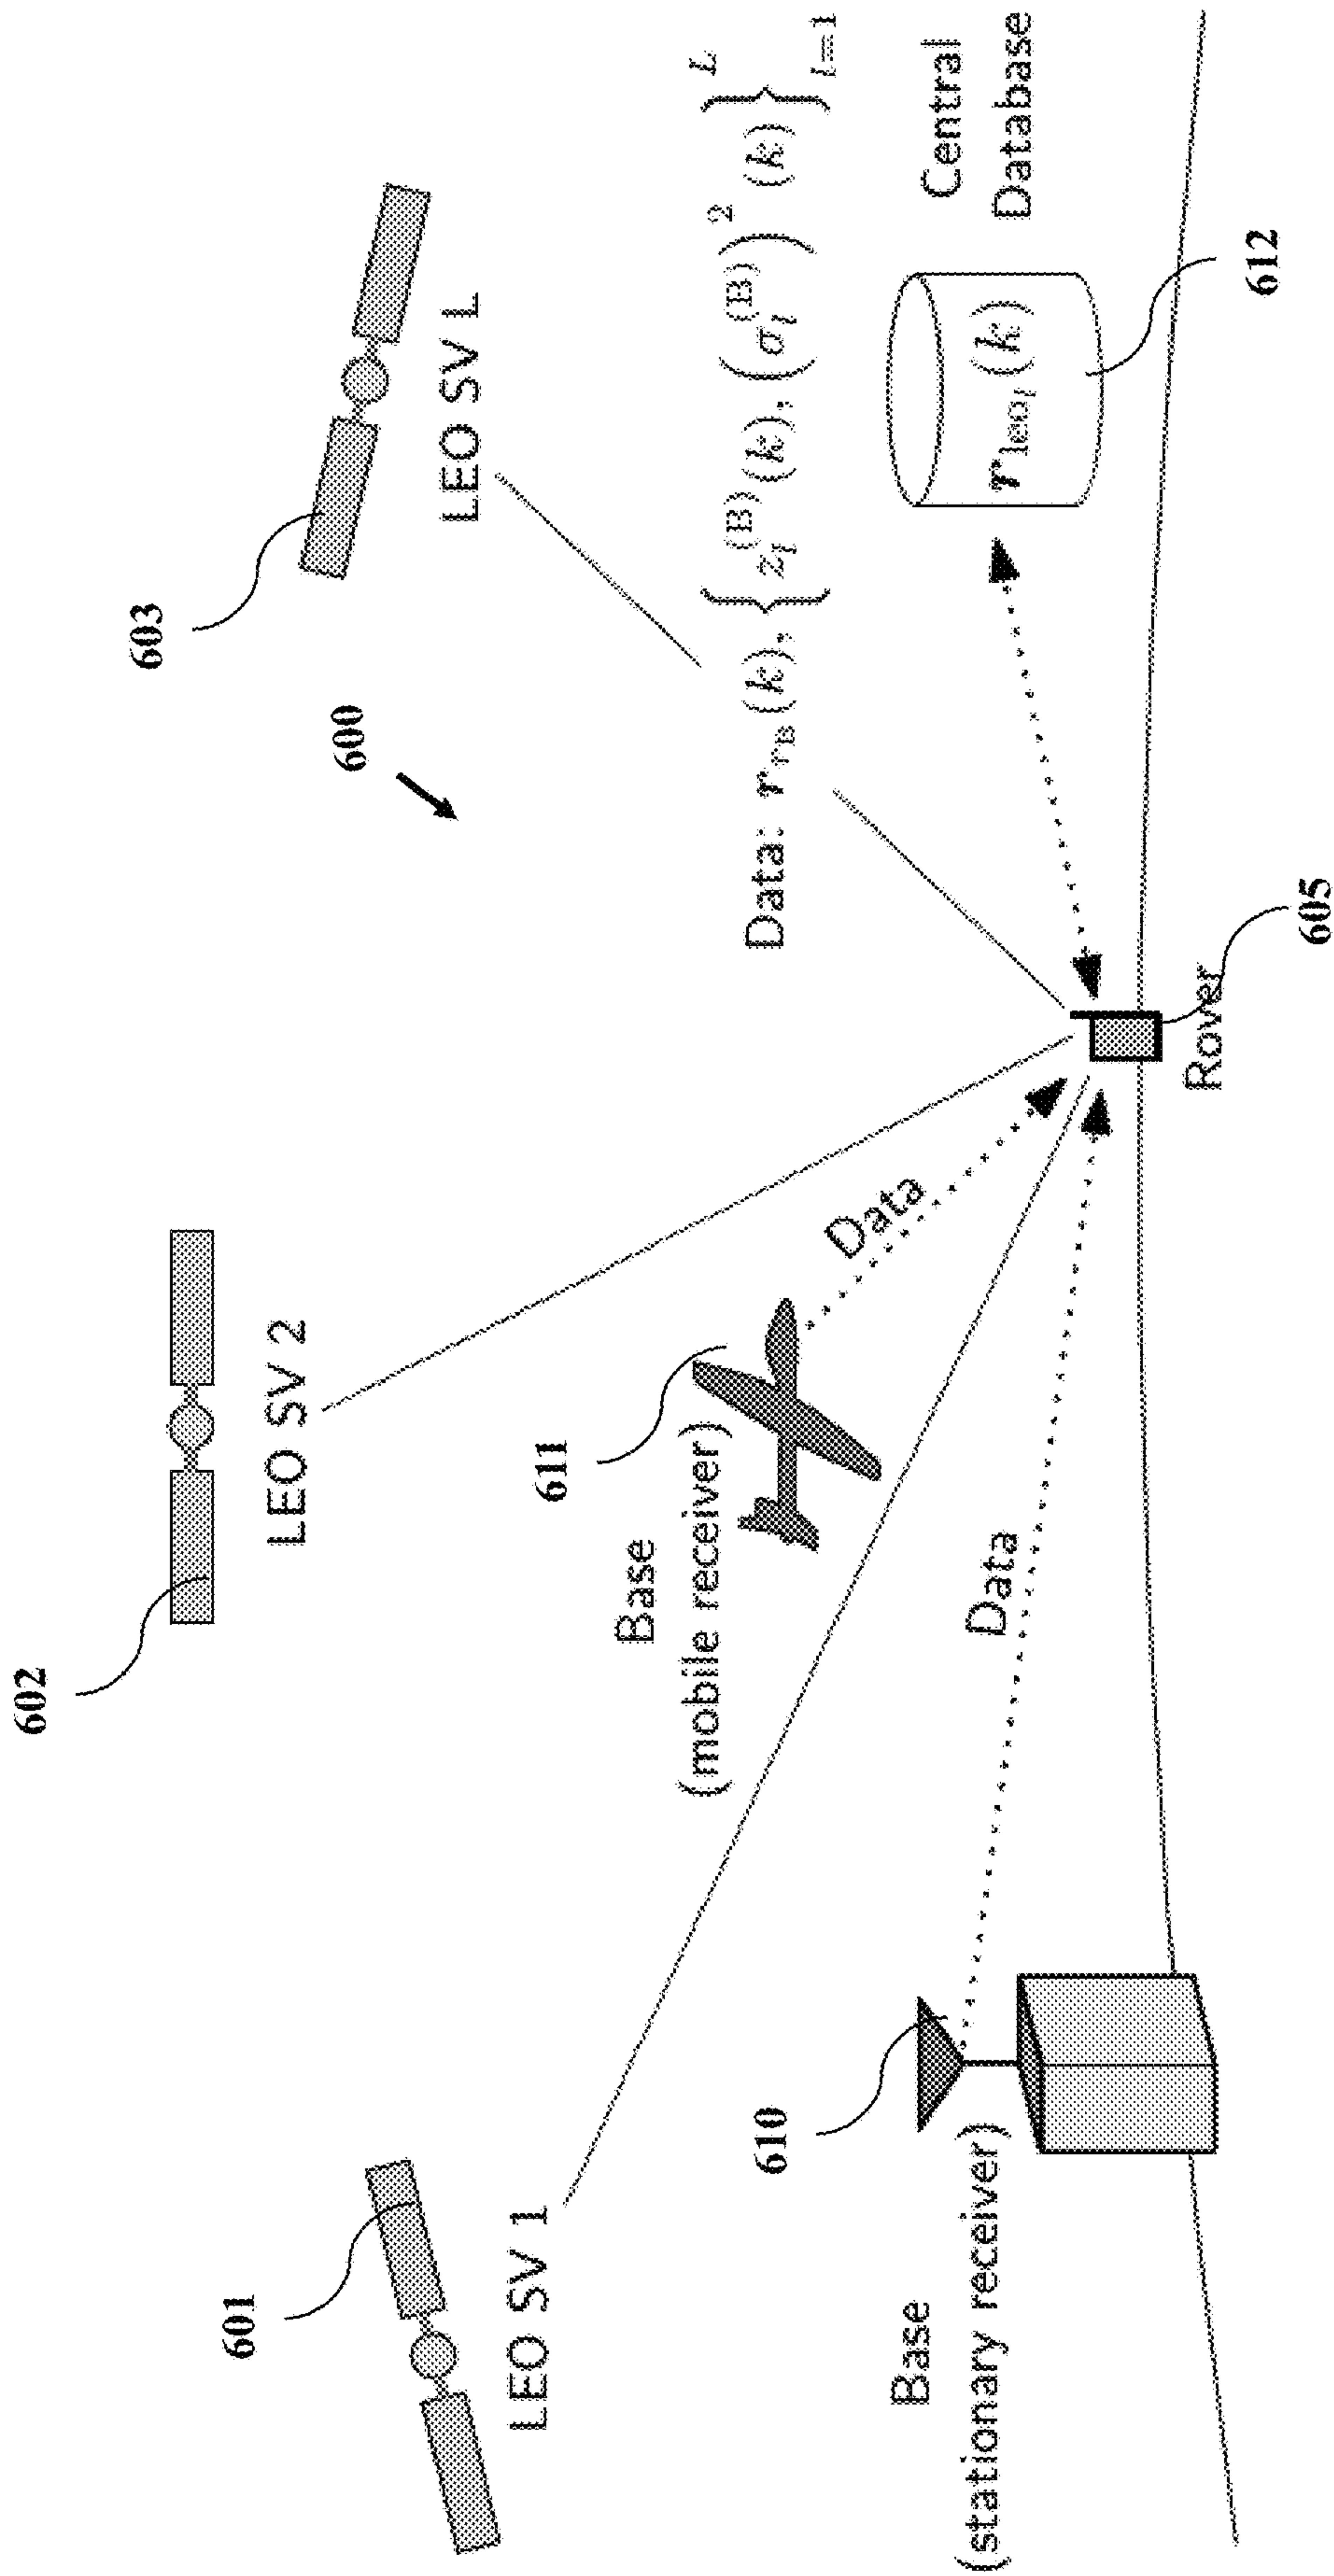 602
603
601
LEO SV 2
600
LEO SV L
LEO SV 1
611
Base
(mobile receiver)
Data: r_{r_B}(k), { z_l^{(B)}(k), (σ_l^{(B)})^2 (k) }_{l=1}^{L}
610
Data
Base
(stationary receiver)
Data
Central
Database
r_{leo_l}(k)
Rover
605
612